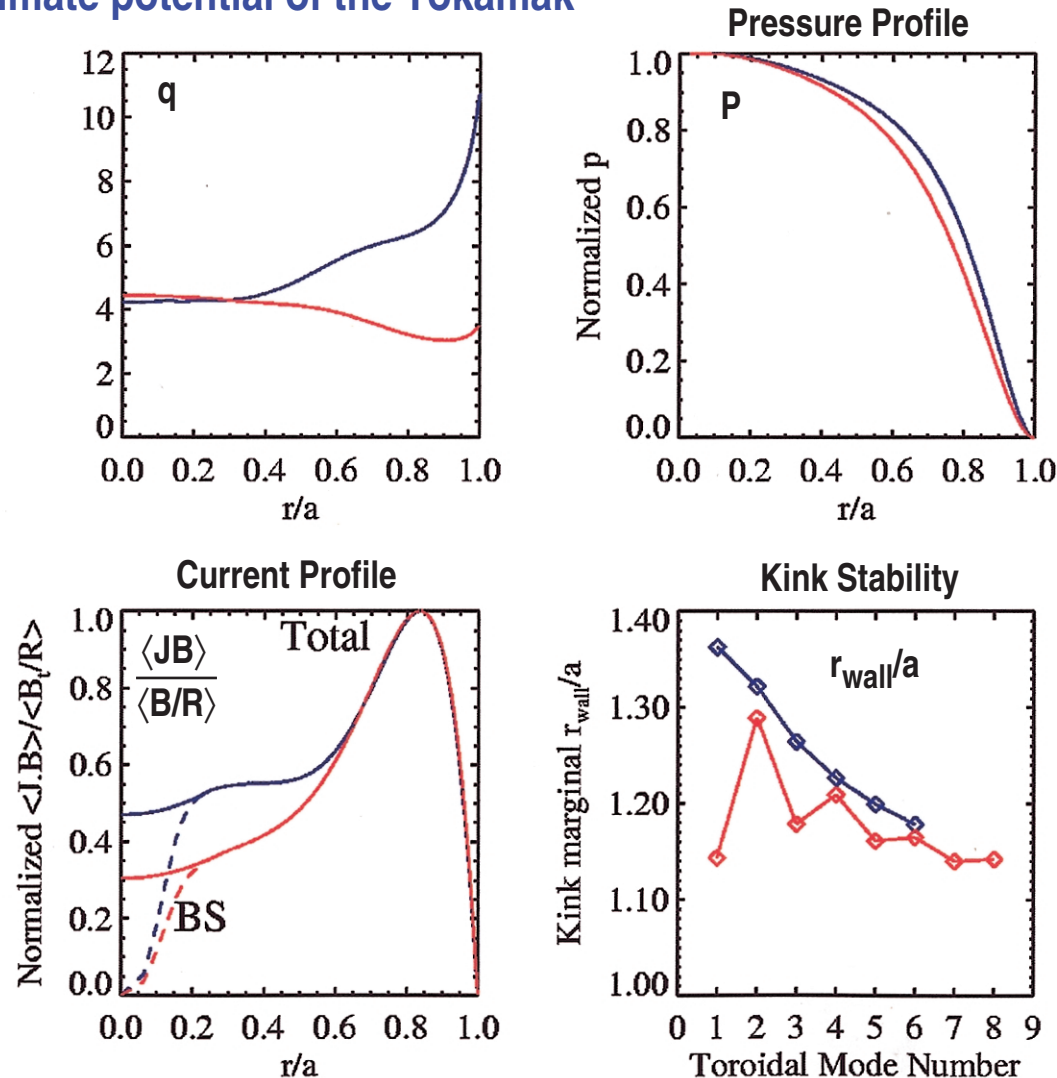 timate potential of the Tokamak
Pressure Profile
12
10
8
6
4
2
0
q
0.0 0.2 0.4 0.6 0.8 1.0
r/a
Normalized p
1.0
0.8
0.6
0.4
0.2
0.0
P
0.0 0.2 0.4 0.6 0.8 1.0
r/a
Current Profile
Normalized <J.B>/<Bt/R>
1.0
0.8
0.6
0.4
0.2
0.0
⟨JB⟩
⟨B/R⟩
Total
BS
0.0 0.2 0.4 0.6 0.8 1.0
r/a
Kink Stability
Kink marginal rwall/a
1.40
1.30
1.20
1.10
1.00
rwall/a
0 1 2 3 4 5 6 7 8 9
Toroidal Mode Number